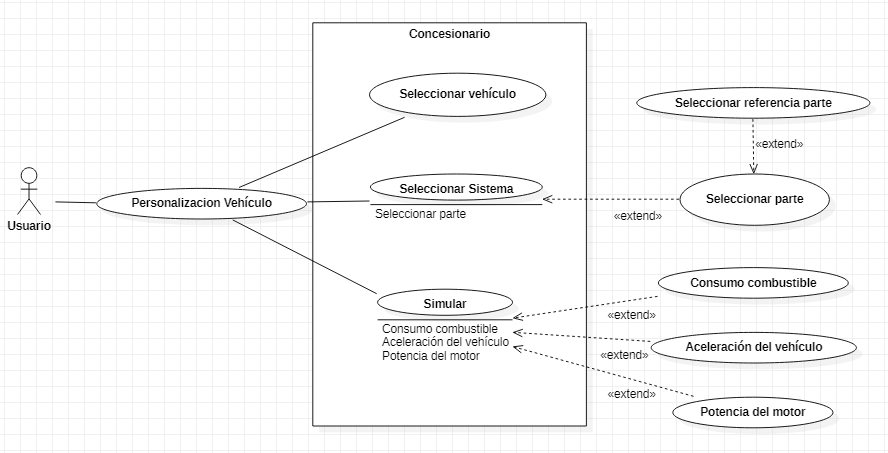 Concesionario
Seleccionar vehículo
Seleccionar referencia parte
«extend»
Usuario
Personalizacion Vehículo
Seleccionar Sistema
Seleccionar parte
«extend»
Seleccionar parte
Simular
Consumo combustible
Aceleración del vehículo
Potencia del motor
«extend»
Consumo combustible
«extend»
Aceleración del vehículo
«extend»
Potencia del motor